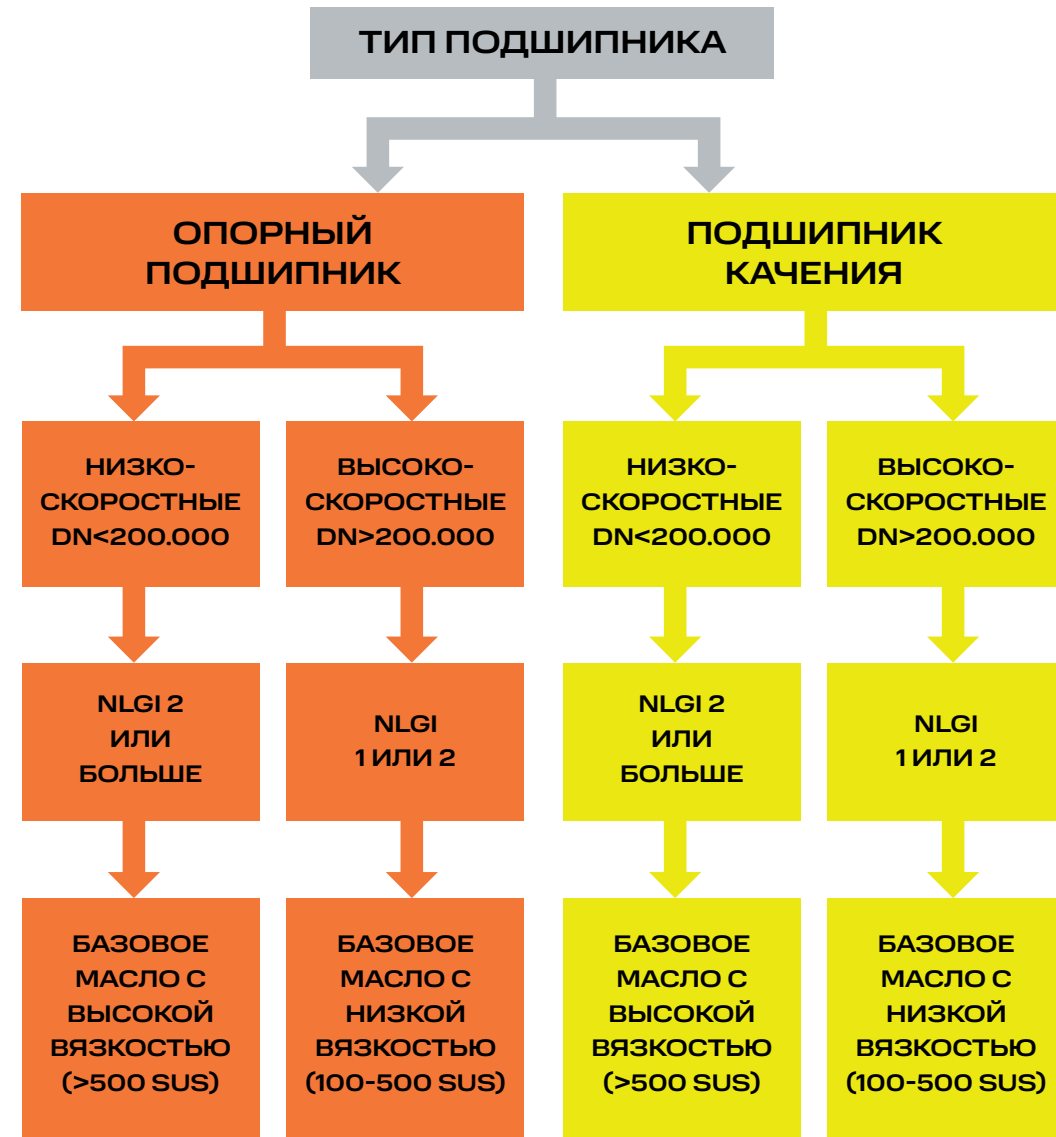 ТИП ПОДШИПНИКА
ОПОРНЫЙ
ПОДШИПНИК
ПОДШИПНИК
КАЧЕНИЯ
НИЗКО-
СКОРОСТНЫЕ
DN<200.000
ВЫСОКО-
СКОРОСТНЫЕ
DN>200.000
НИЗКО-
СКОРОСТНЫЕ
DN<200.000
ВЫСОКО-
СКОРОСТНЫЕ
DN>200.000
NLGI 2
ИЛИ
БОЛЬШЕ
NLGI
1 ИЛИ 2
NLGI 2
ИЛИ
БОЛЬШЕ
NLGI
1 ИЛИ 2
БАЗОВОЕ
МАСЛО С
ВЫСОКОЙ
ВЯЗКОСТЬЮ
(>500 SUS)
БАЗОВОЕ
МАСЛО С
НИЗКОЙ
ВЯЗКОСТЬЮ
(100-500 SUS)
БАЗОВОЕ
МАСЛО С
ВЫСОКОЙ
ВЯЗКОСТЬЮ
(>500 SUS)
БАЗОВОЕ
МАСЛО С
НИЗКОЙ
ВЯЗКОСТЬЮ
(100-500 SUS)